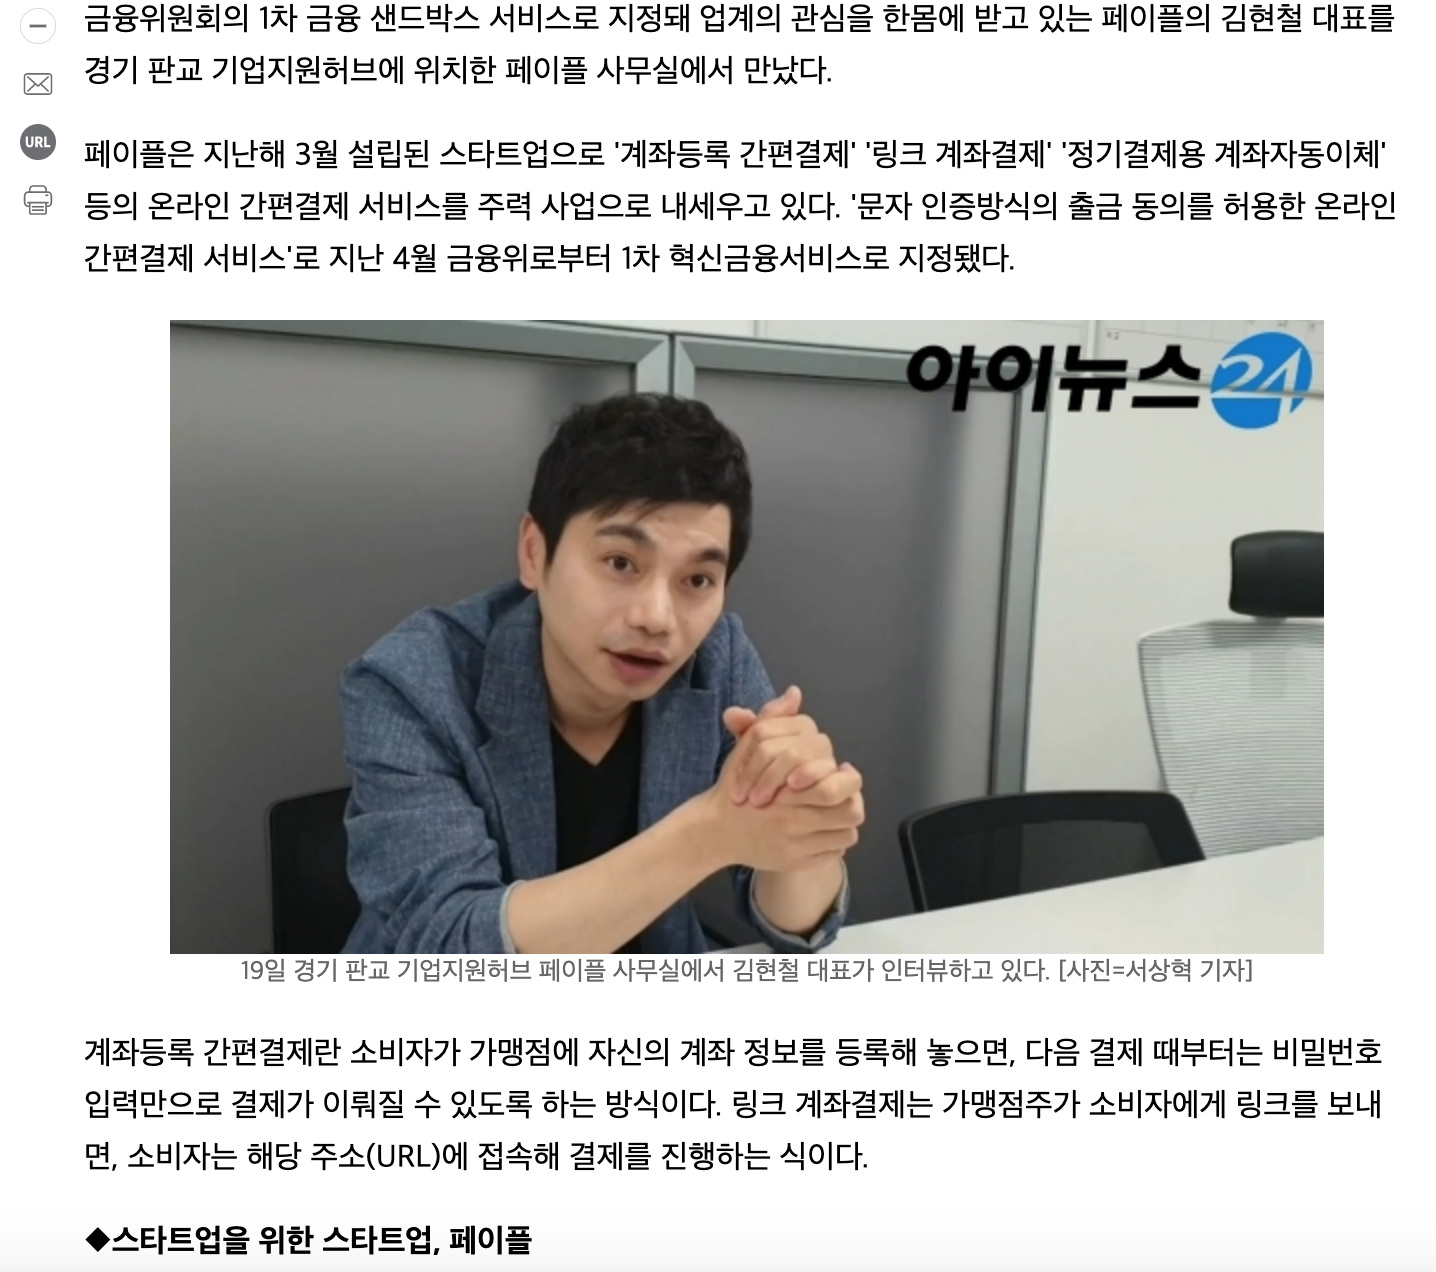 금융위원회의 1차 금융 샌드박스 서비스로 지정돼 업계의 관심을 한몸에 받고 있는 페이플의 김현철 대표를
경기 판교 기업지원허브에 위치한 페이플 사무실에서 만났다.
URL
페이플은 지난해 3월 설립된 스타트업으로 '계좌등록 간편결제' '링크 계좌결제' '정기결제용 계좌자동이체'
등의 온라인 간편결제 서비스를 주력 사업으로 내세우고 있다. '문자 인증방식의 출금 동의를 허용한 온라인
간편결제 서비스'로 지난 4월 금융위로부터 1차 혁신금융서비스로 지정됐다.
아이뉴스24
19일 경기 판교 기업지원허브 페이플 사무실에서 김현철 대표가 인터뷰하고 있다. [사진=서상혁 기자]
계좌등록 간편결제란 소비자가 가맹점에 자신의 계좌 정보를 등록해 놓으면, 다음 결제 때부터는 비밀번호
입력만으로 결제가 이뤄질 수 있도록 하는 방식이다. 링크 계좌결제는 가맹점주가 소비자에게 링크를 보내
면, 소비자는 해당 주소(URL)에 접속해 결제를 진행하는 식이다.
◆스타트업을 위한 스타트업, 페이플